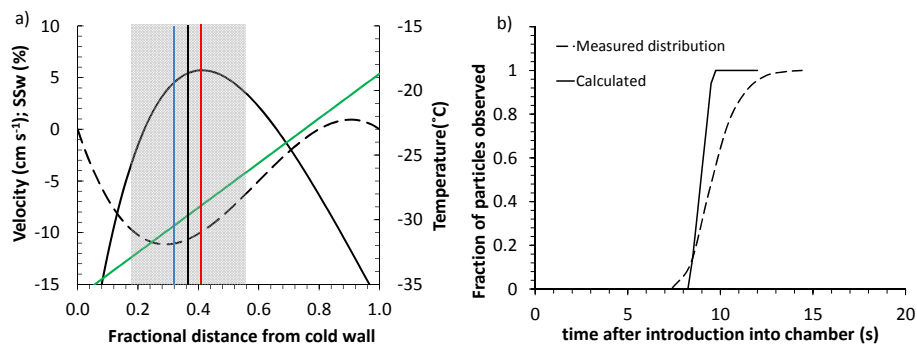 a)
Velocity (cm s⁻¹); SSw (%)
10
5
0
-5
-10
-15
-15
-20
-25
-30
-35
Temperature(°C)
0.0 0.2 0.4 0.6 0.8 1.0
Fractional distance from cold wall
b)
Fraction of particles observed
Measured distribution
Calculated
1
0.8
0.6
0.4
0.2
0
0 5 10 15 20
time after introduction into chamber (s)